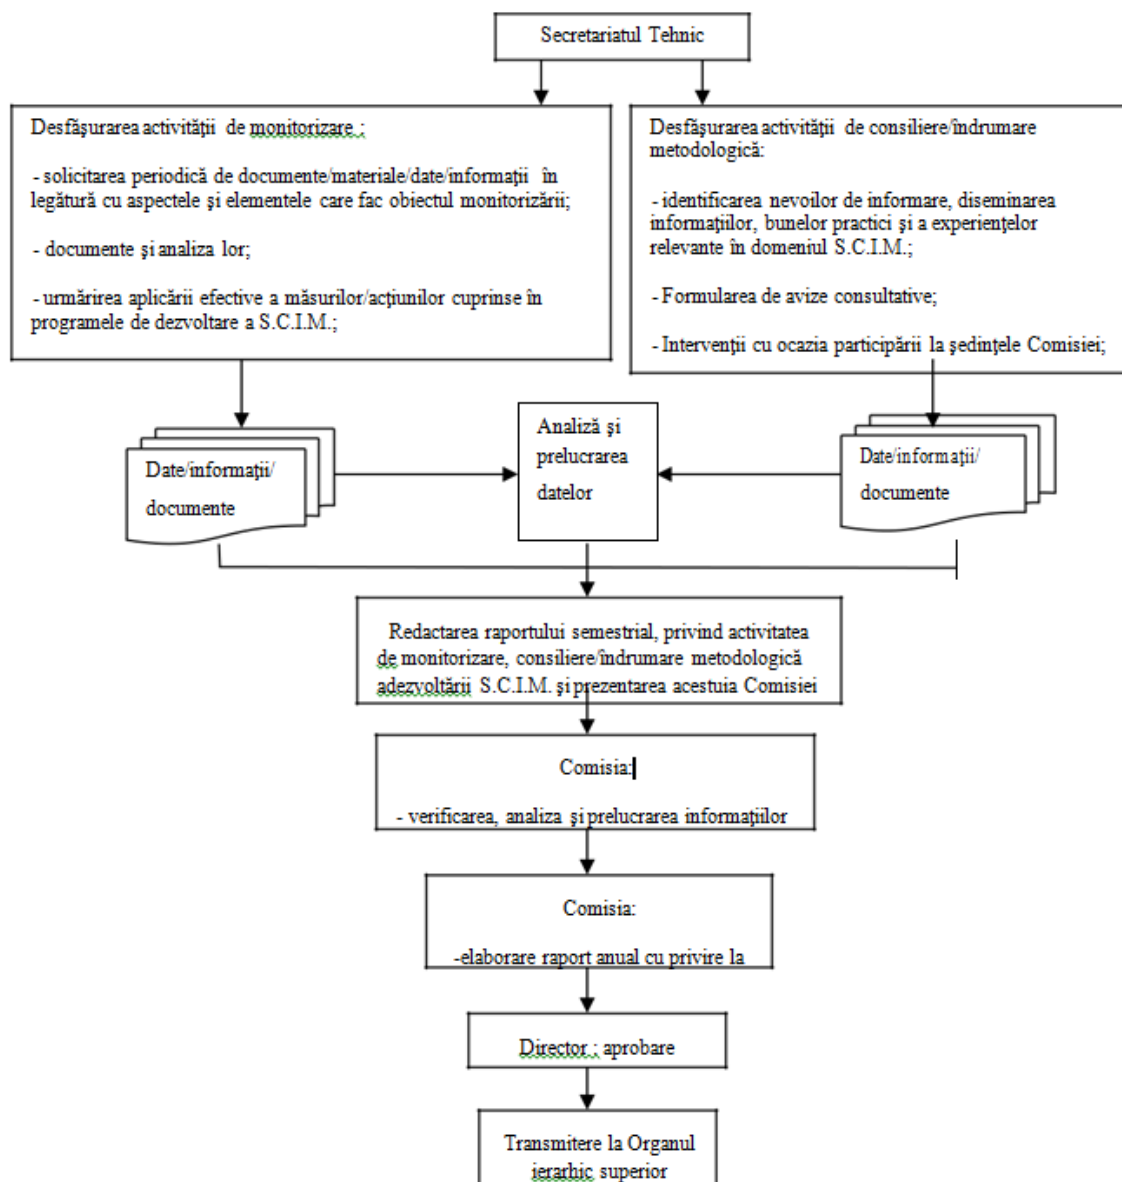 Secretariatul Tehnic
Desfăşurarea activităţii de monitorizare :
- solicitarea periodică de documente/materiale/date/informaţii în
legătură cu aspectele şi elementele care fac obiectul monitorizării;
- documente şi analiza lor;
- urmărirea aplicării efective a măsurilor/acţiunilor cuprinse în
programele de dezvoltare a S.C.I.M.;
Desfăşurarea activităţii de consiliere/îndrumare
metodologică:
- identificarea nevoilor de informare, diseminarea
informaţiilor, bunelor practici şi a experienţelor
relevante în domeniul S.C.I.M.;
- Formularea de avize consultative;
- Intervenţii cu ocazia participării la şedinţele Comisiei;
Date/informaţii/
documente
Analiză şi
prelucrarea
datelor
Date/informaţii/
documente
Redactarea raportului semestrial, privind activitatea
de monitorizare, consiliere/îndrumare metodologică
adezvoltării S.C.I.M. şi prezentarea acestuia Comisiei
Comisia:
- verificarea, analiza şi prelucrarea informaţiilor
Comisia:
-elaborare raport anual cu privire la
Director ; aprobare
Transmitere la Organul
ierarhic superior